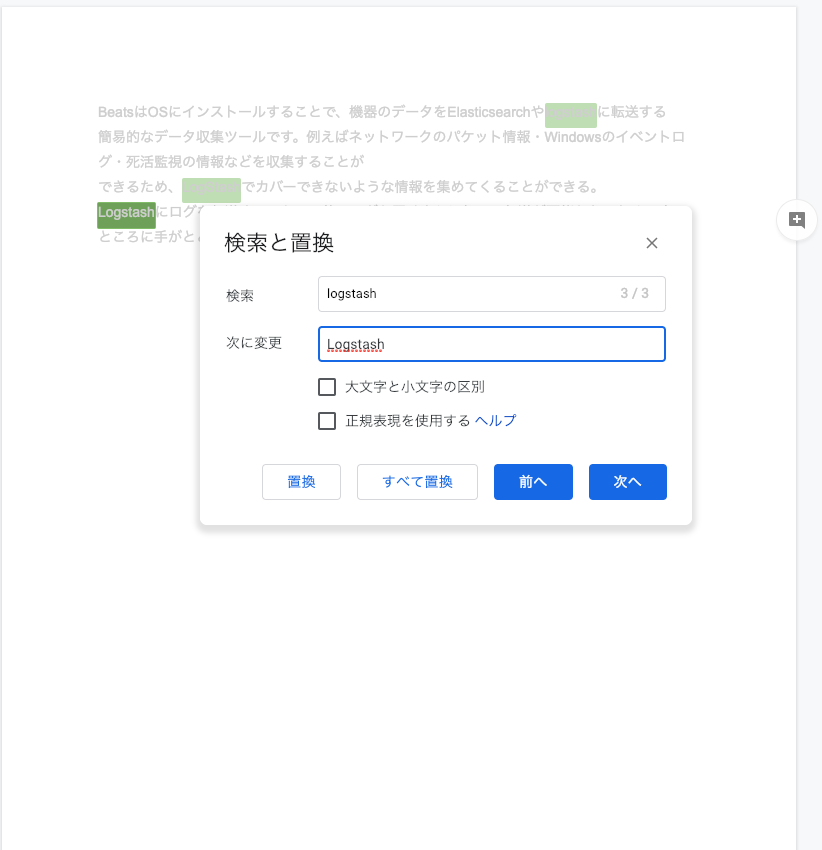 BeatsはOSにインストールすることで、機器のデータをElasticsearchや に転送する
簡易的なデータ収集ツールです。例えばネットワークのパケット情報・Windowsのイベントロ
グ・死活監視の情報などを収集することが
できるため、 でカバーできないような情報を集めてくることができる。
Logstashにログ
ところに手がと
検索と置換
検索
logstash
3 / 3
次に変更
Logstash
大文字と小文字の区別
正規表現を使用する ヘルプ
置換
すべて置換
前へ
次へ